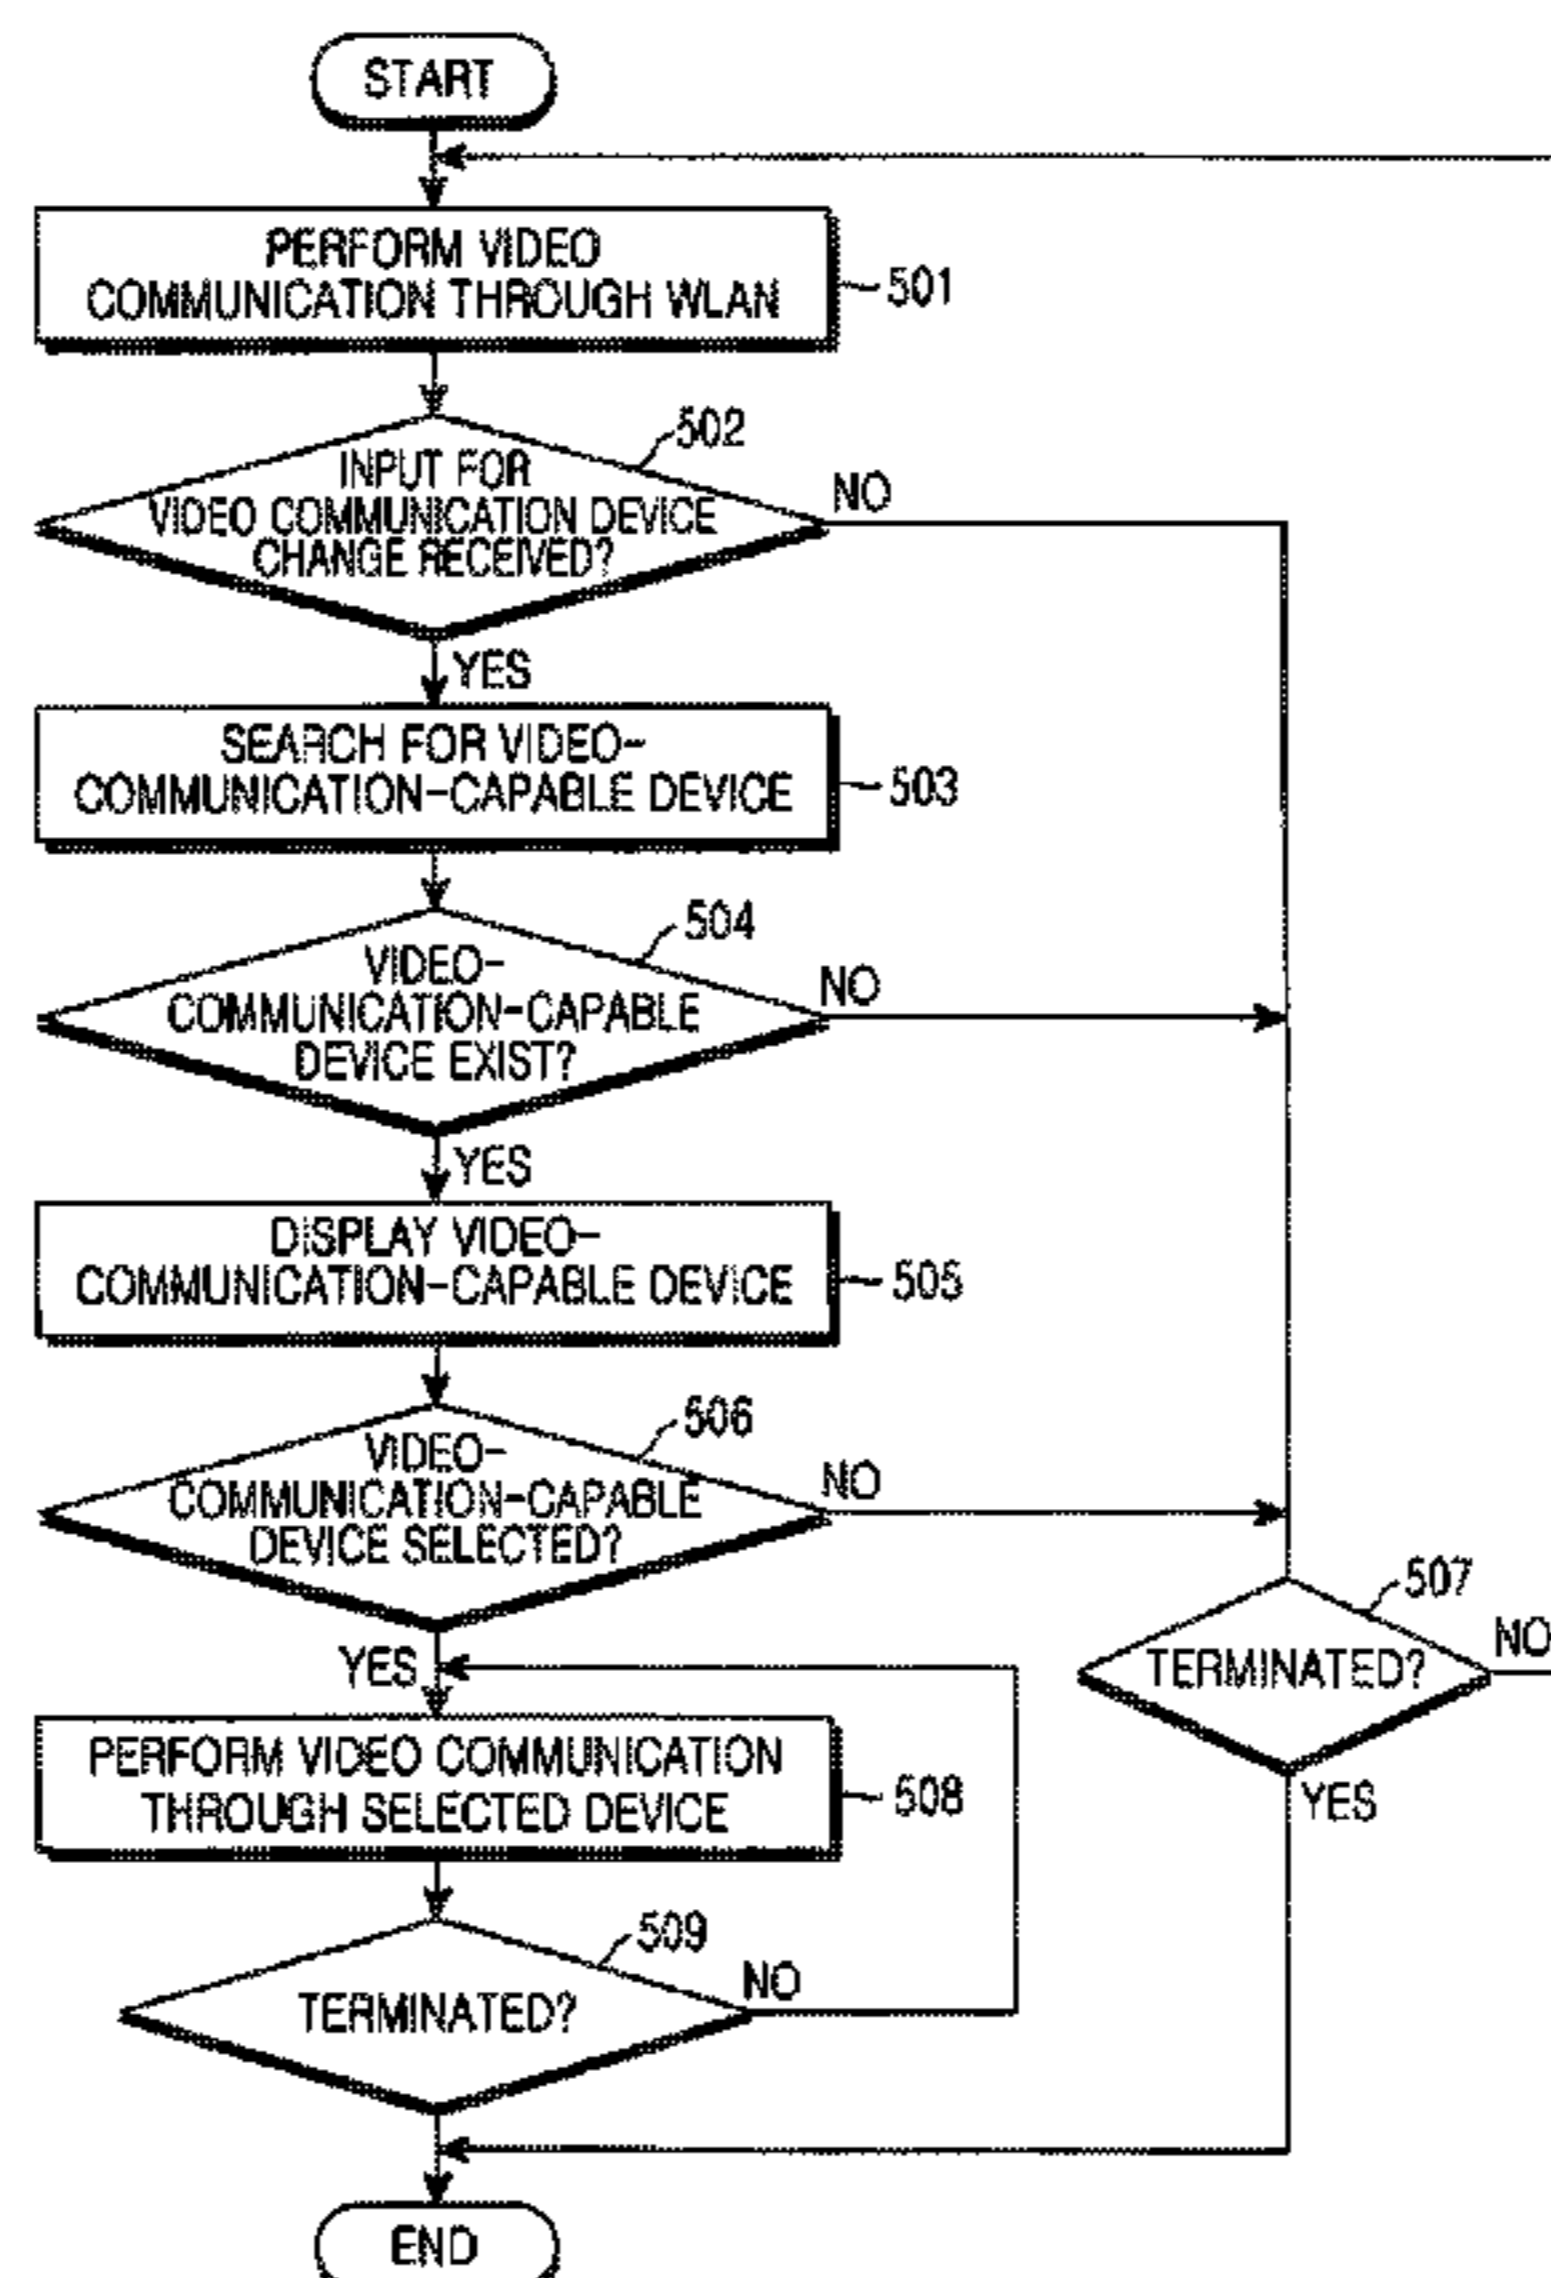 START
PERFORM VIDEO
COMMUNICATION THROUGH WLAN
501
502
INPUT FOR
VIDEO COMMUNICATION DEVICE
CHANGE RECEIVED?
NO
YES
SEARCH FOR VIDEO-
COMMUNICATION-CAPABLE DEVICE
503
504
VIDEO-
COMMUNICATION-CAPABLE
DEVICE EXIST?
NO
YES
DISPLAY VIDEO-
COMMUNICATION-CAPABLE DEVICE
505
506
VIDEO-
COMMUNICATION-CAPABLE
DEVICE SELECTED?
NO
507
TERMINATED?
NO
YES
YES
PERFORM VIDEO COMMUNICATION
THROUGH SELECTED DEVICE
508
509
TERMINATED?
NO
END